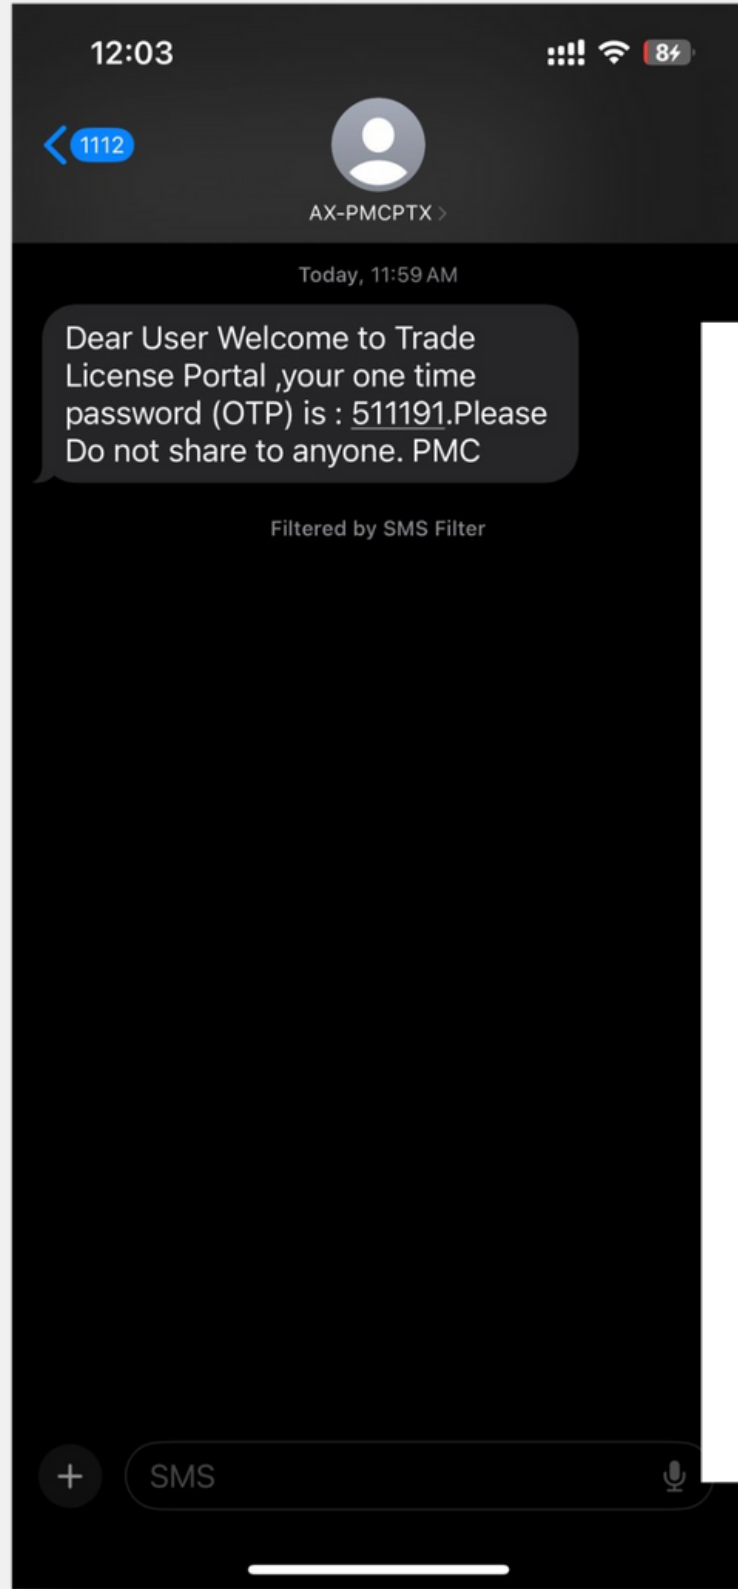 12:03
8
1112
AX-PMCPTX
Today, 11:59 AM
Dear User Welcome to Trade
License Portal ,your one time
password (OTP) is : 511191.Please
Do not share to anyone. PMC
Filtered by SMS Filter
SMS